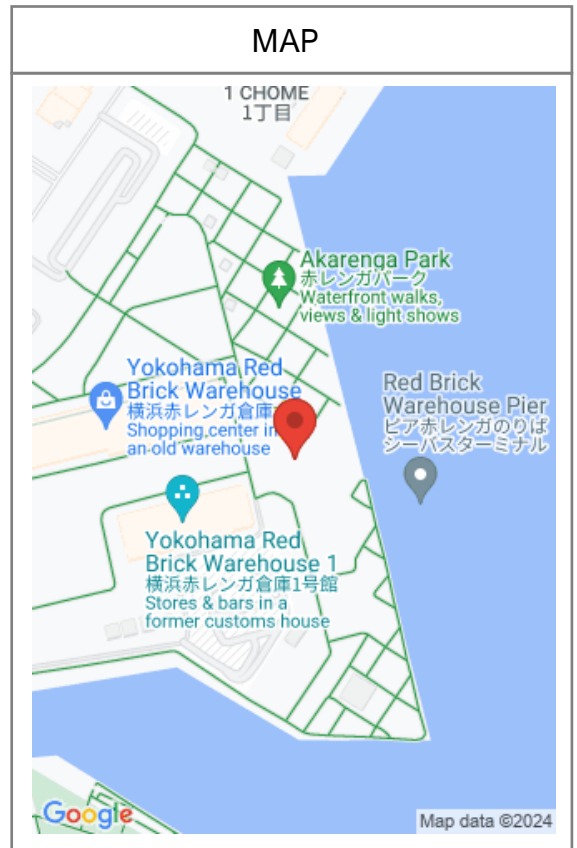 MAP
1 CHOME
1丁目
Akarenga Park
赤レンガパーク
Waterfront walks,
views & light shows
Yokohama Red
Brick Warehouse
横浜赤レンガ倉庫
Shopping center in
an old warehouse
Red Brick
Warehouse Pier
ピア赤レンガのりば
シーバスターミナル
Yokohama Red
Brick Warehouse 1
横浜赤レンガ倉庫1号館
Stores & bars in a
former customs house
Google
Map data ©2024